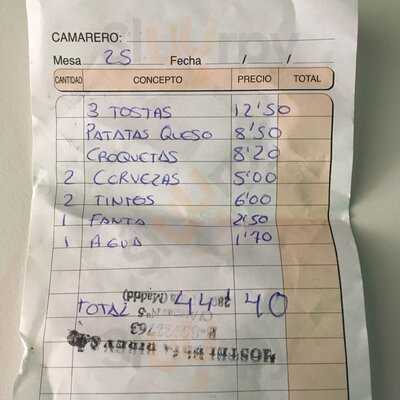 CAMARERO:
Mesa 25 Fecha / /
CANTIDAD CONCEPTO PRECIO TOTAL
3 TOSTAS 12'50
PATATAS QUESO 8'50
CROQUETAS 8'20
2 CERVEZAS 5'00
2 TINTOS 6'00
1 FANTA 2'50
1 AGUA 1'70
TOTAL 44'40
(Madrid)